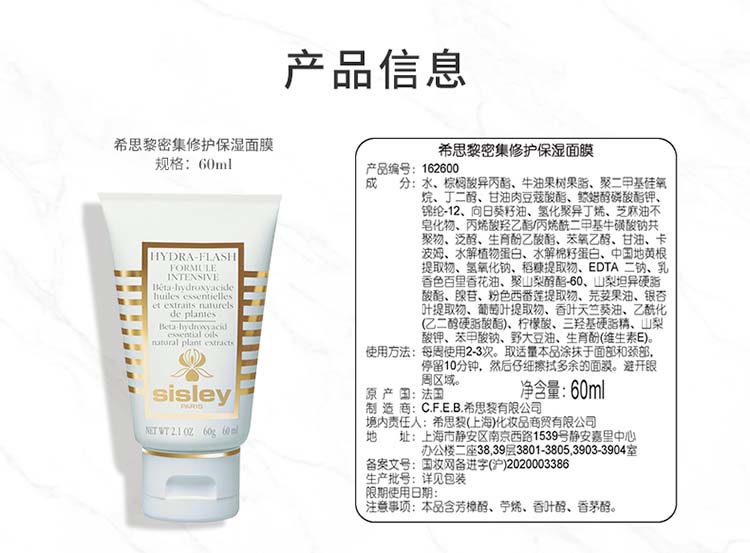 产品信息
希思黎密集修护保湿面膜
规格：60ml
HYDRA-FLASH
FORMULE
INTENSIVE
Bêta-hydroxyacide
huiles essentielles
et extraits naturels
de plantes
Beta-hydroxyacid
essential oils
natural plant extracts
sisley
PARIS
NET WT 2.1 OZ 60g 60 ml
希思黎密集修护保湿面膜
产品编号：162600
成 分：水、棕榈酸异丙酯、牛油果树果脂、聚二甲基硅氧
烷、丁二醇、甘油肉豆蔻酸酯、鲸蜡醇磷酸酯钾、
锦纶-12、向日葵籽油、氢化聚异丁烯、芝麻油不
皂化物、丙烯酸羟乙酯/丙烯酰二甲基牛磺酸钠共
聚物、泛醇、生育酚乙酸酯、苯氧乙醇、甘油、卡
波姆、水解植物蛋白、水解棉籽蛋白、中国地黄根
提取物、氢氧化钠、稻糠提取物、EDTA 二钠、乳
香色百里香花油、聚山梨醇酯-60、山梨坦异硬脂
酸酯、腺苷、粉色西番莲提取物、芫荽果油、银杏
叶提取物、葡萄叶提取物、香叶天竺葵油、乙酰化
(乙二醇硬脂酸酯)、柠檬酸、三羟基硬脂精、山梨
酸钾、苯甲酸钠、野大豆油、生育酚(维生素E)。
使用方法：每周使用2-3次。取适量本品涂抹于面部和颈部，
停留10分钟，然后仔细擦拭多余的面膜。避开眼
周区域。
原 产 国：法国 净含量：60ml
制 造 商：C.F.E.B.希思黎有限公司
境内责任人：希思黎(上海)化妆品商贸有限公司
地 址：上海市静安区南京西路1539号静安嘉里中心
办公楼二座38,39层3801-3805,3903-3904室
备案文号：国妆网备进字(沪)2020003386
生产批号：详见包装
限期使用日期：
注意事项：本品含芳樟醇、苧烯、香叶醇、香茅醇。